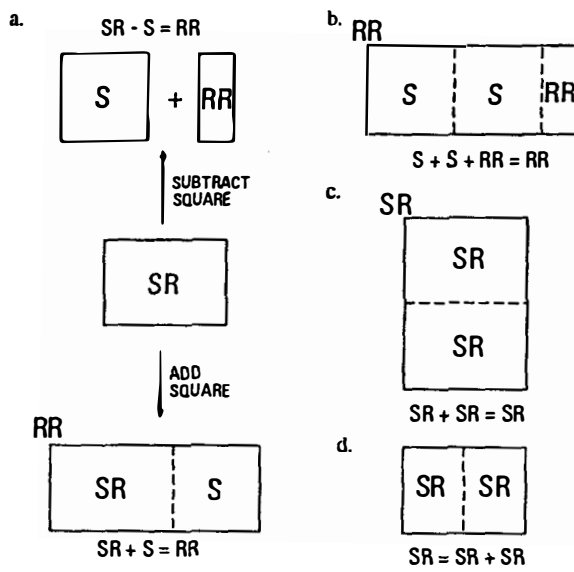 a.
SR - S = RR
S + RR
SUBTRACT
SQUARE
SR
ADD
SQUARE
RR
SR S
SR + S = RR
b.
RR
S S RR
S + S + RR = RR
c.
SR
SR
SR
SR + SR = SR
d.
SR SR
SR = SR + SR